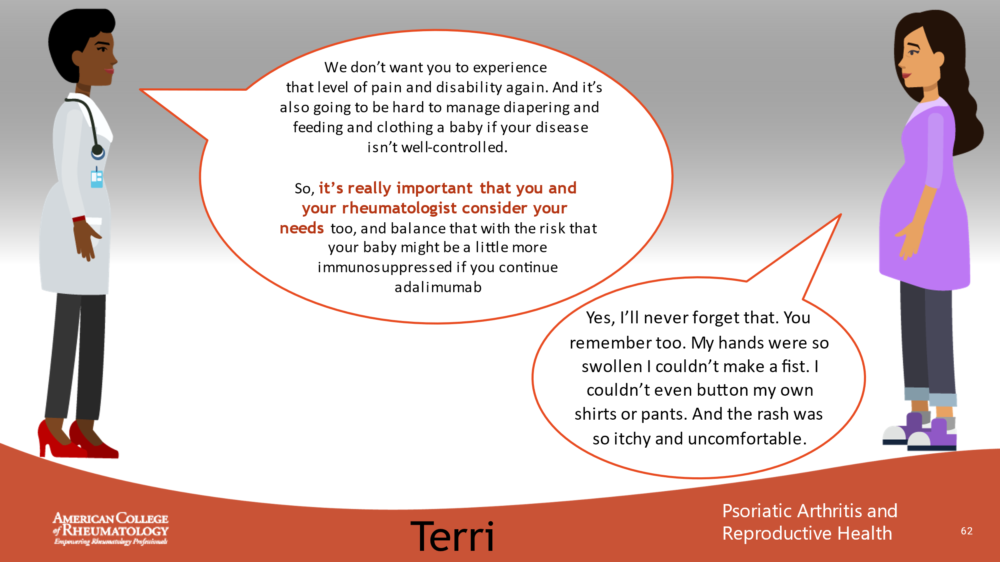 We don’t want you to experience
that level of pain and disability again. And it’s
also going to be hard to manage diapering and
feeding and clothing a baby if your disease
isn’t well-controlled.
So, it’s really important that you and
your rheumatologist consider your
needs too, and balance that with the risk that
your baby might be a little more
immunosuppressed if you continue
adalimumab
Yes, I’ll never forget that. You
remember too. My hands were so
swollen I couldn’t make a fist. I
couldn’t even button my own
shirts or pants. And the rash was
so itchy and uncomfortable.
AMERICAN COLLEGE
of RHEUMATOLOGY
Empowering Rheumatology Professionals
Terri
Psoriatic Arthritis and
Reproductive Health
62